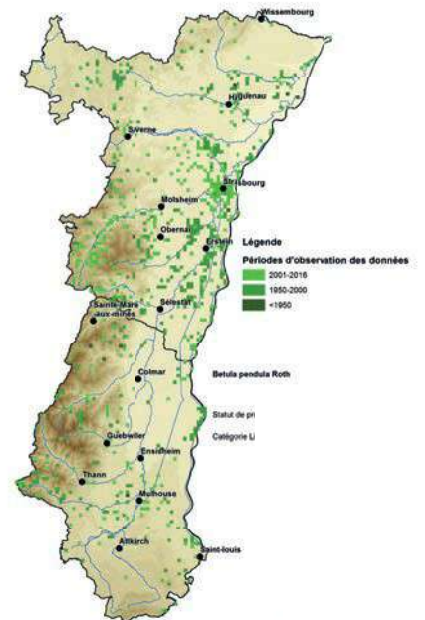 Wissembourg
Haguenau
Saverne
Strasbourg
Molsheim
Obernai
Erstein
Légende
Périodes d'observation des données
2001-2016
1950-2000
<1950
Sélestat
Sainte-Marie
-aux-mines
Colmar
Betula pendula Roth
Statut de pr
Catégorie Li
Guebwiller
Ensisheim
Thann
Mulhouse
Altkirch
Saint-louis